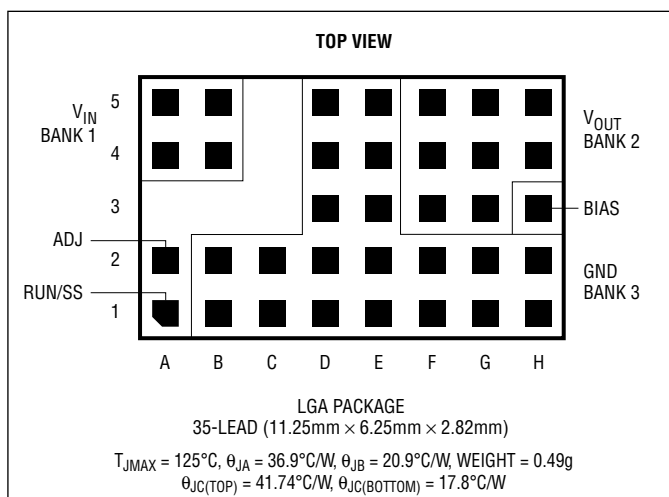 TOP VIEW
V_IN
BANK 1
5
4
3
2
1
V_OUT
BANK 2
BIAS
ADJ
RUN/SS
GND
BANK 3
A B C D E F G H
LGA PACKAGE
35-LEAD (11.25mm × 6.25mm × 2.82mm)
T_JMAX = 125°C, θ_JA = 36.9°C/W, θ_JB = 20.9°C/W, WEIGHT = 0.49g
θ_JC(TOP) = 41.74°C/W, θ_JC(BOTTOM) = 17.8°C/W